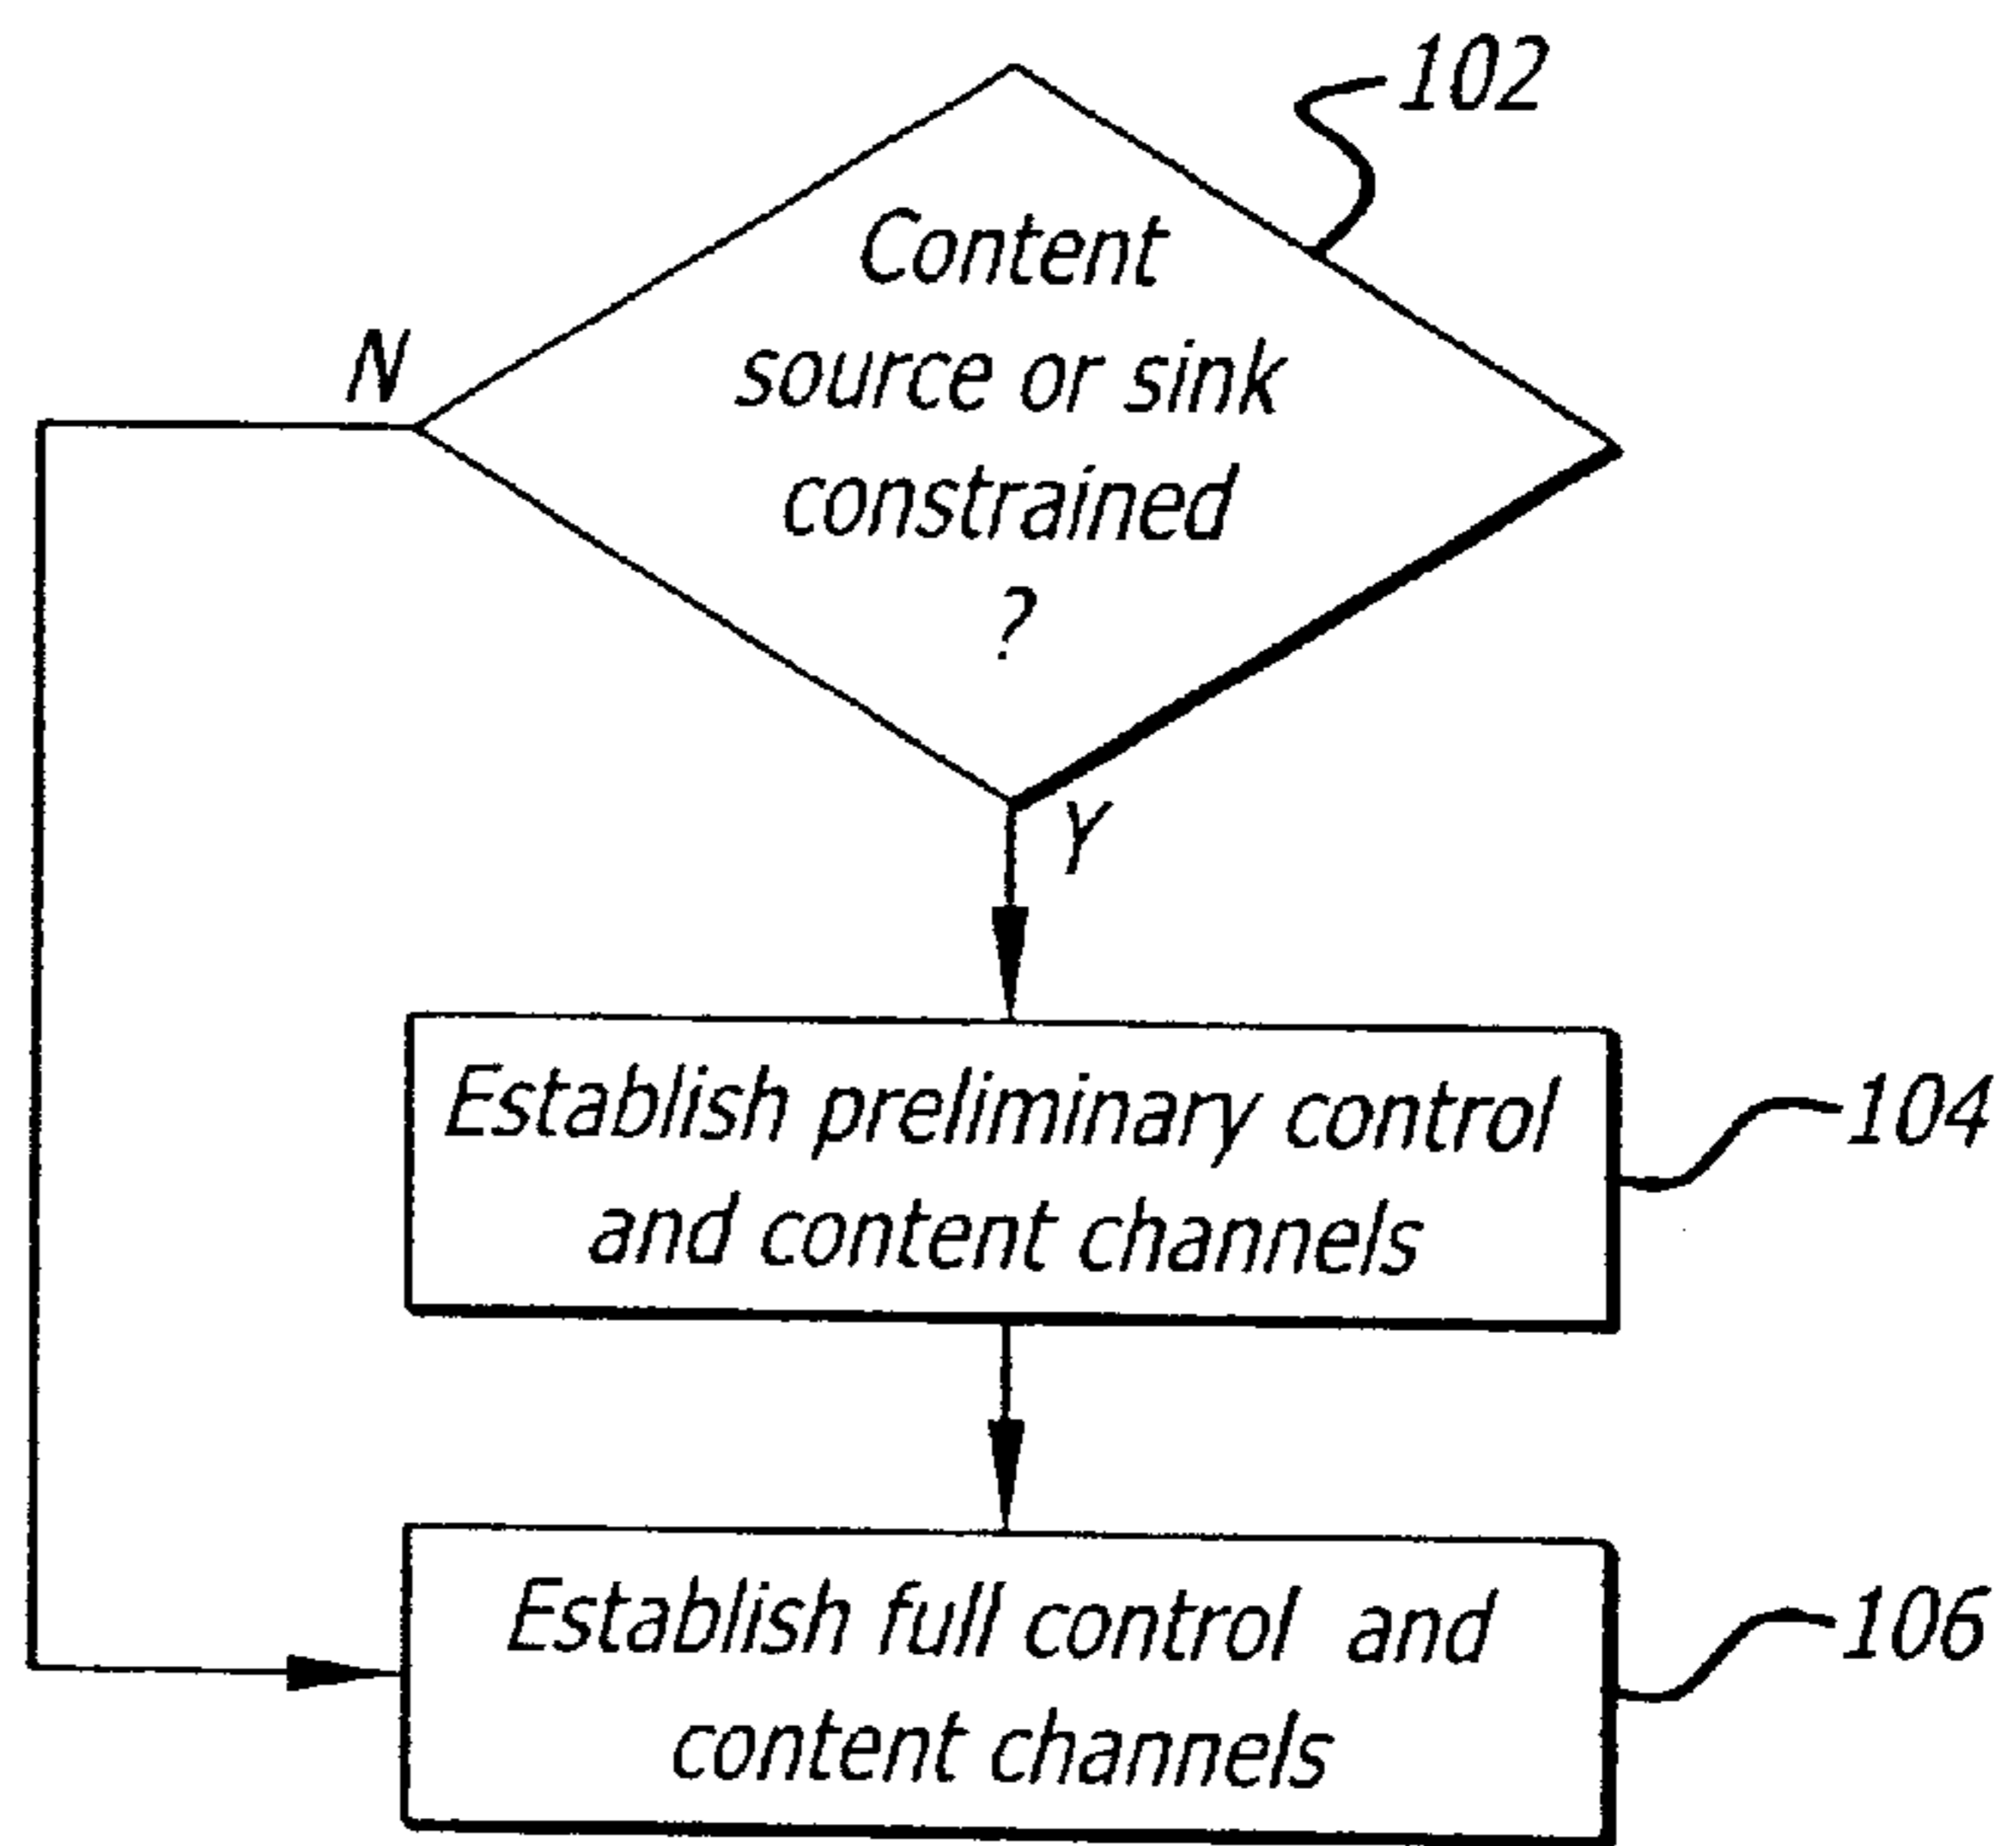 102
Content
source or sink
constrained
?
N
Y
Establish preliminary control
and content channels
104
Establish full control and
content channels
106